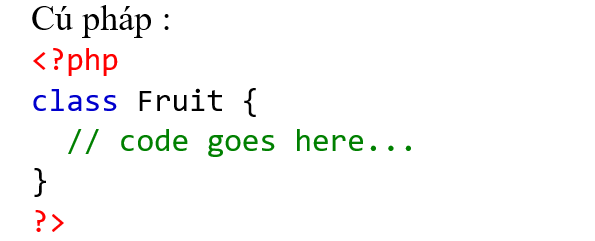 Cú pháp :
<?php
class Fruit {
  // code goes here...
}
?>